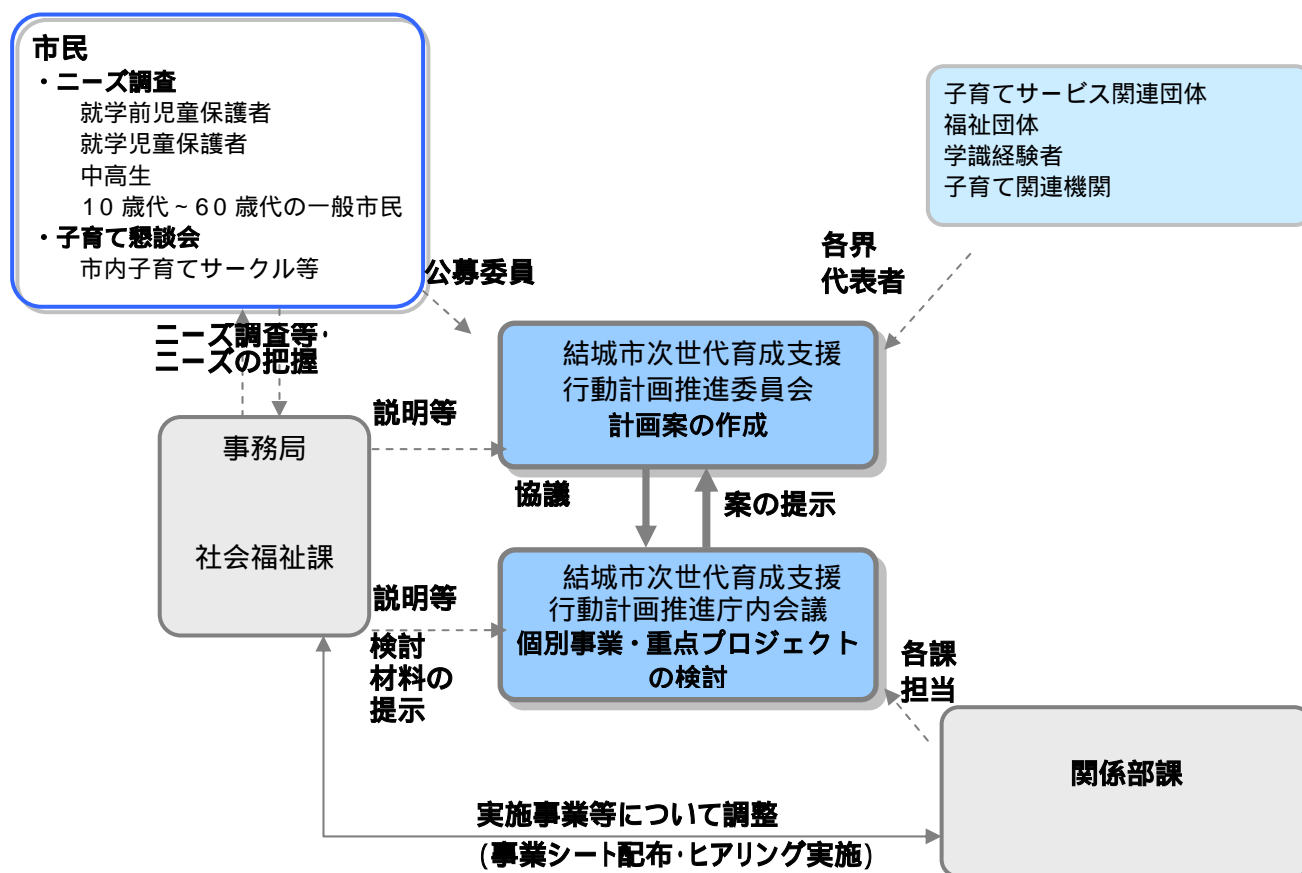 市民
・ニーズ調査
就学前児童保護者
就学児童保護者
中高生
10 歳代～60 歳代の一般市民
・子育て懇談会
市内子育てサークル等
子育てサービス関連団体
福祉団体
学識経験者
子育て関連機関
公募委員
各界
代表者
ニーズ調査等･
ニーズの把握
結城市次世代育成支援
行動計画推進委員会
計画案の作成
説明等
事務局
社会福祉課
協議
案の提示
結城市次世代育成支援
行動計画推進庁内会議
個別事業・重点プロジェクト
の検討
説明等
検討
材料の
提示
各課
担当
関係部課
実施事業等について調整
(事業シート配布･ヒアリング実施)